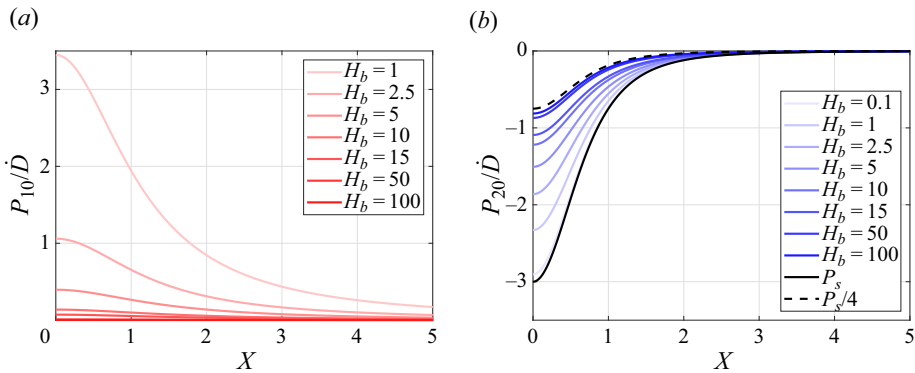 (a)
3
2
1
P10/Ḋ
0
1
2
3
4
5
X
Hb = 1
Hb = 2.5
Hb = 5
Hb = 10
Hb = 15
Hb = 50
Hb = 100
(b)
0
−1
−2
−3
P20/Ḋ
0
1
2
3
4
5
X
Hb = 0.1
Hb = 1
Hb = 2.5
Hb = 5
Hb = 10
Hb = 15
Hb = 50
Hb = 100
Ps
Ps/4